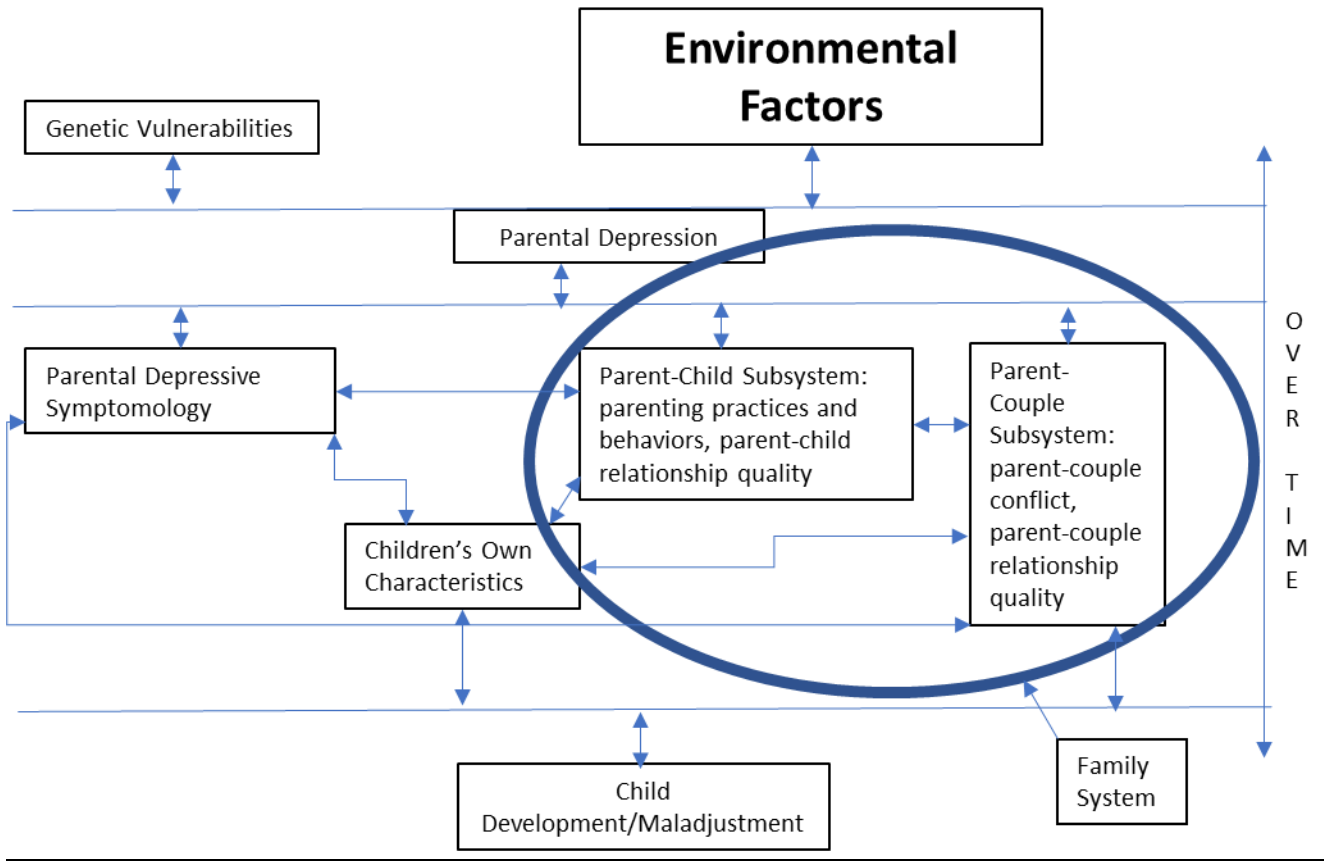 Environmental
Factors
Genetic Vulnerabilities
Parental Depression
Parental Depressive
Symptomology
Parent-Child Subsystem:
parenting practices and
behaviors, parent-child
relationship quality
Parent-
Couple
Subsystem:
parent-couple
conflict,
parent-couple
relationship
quality
O
V
E
R
T
I
M
E
Children’s Own
Characteristics
Child
Development/Maladjustment
Family
System